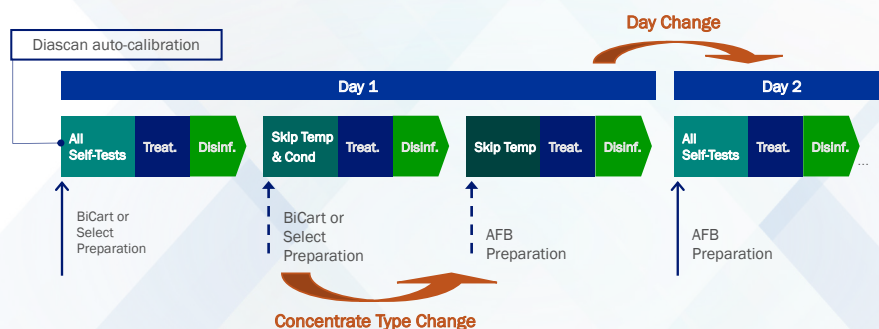 Day Change
Diascan auto-calibration
Day 1
Day 2
All
Self-Tests
Treat.
Disinf.
Skip Temp
& Cond
Treat.
Disinf.
Skip Temp
Treat.
Disinf.
All
Self-Tests
Treat.
Disinf.
...
BiCart or
Select
Preparation
BiCart or
Select
Preparation
AFB
Preparation
AFB
Preparation
Concentrate Type Change